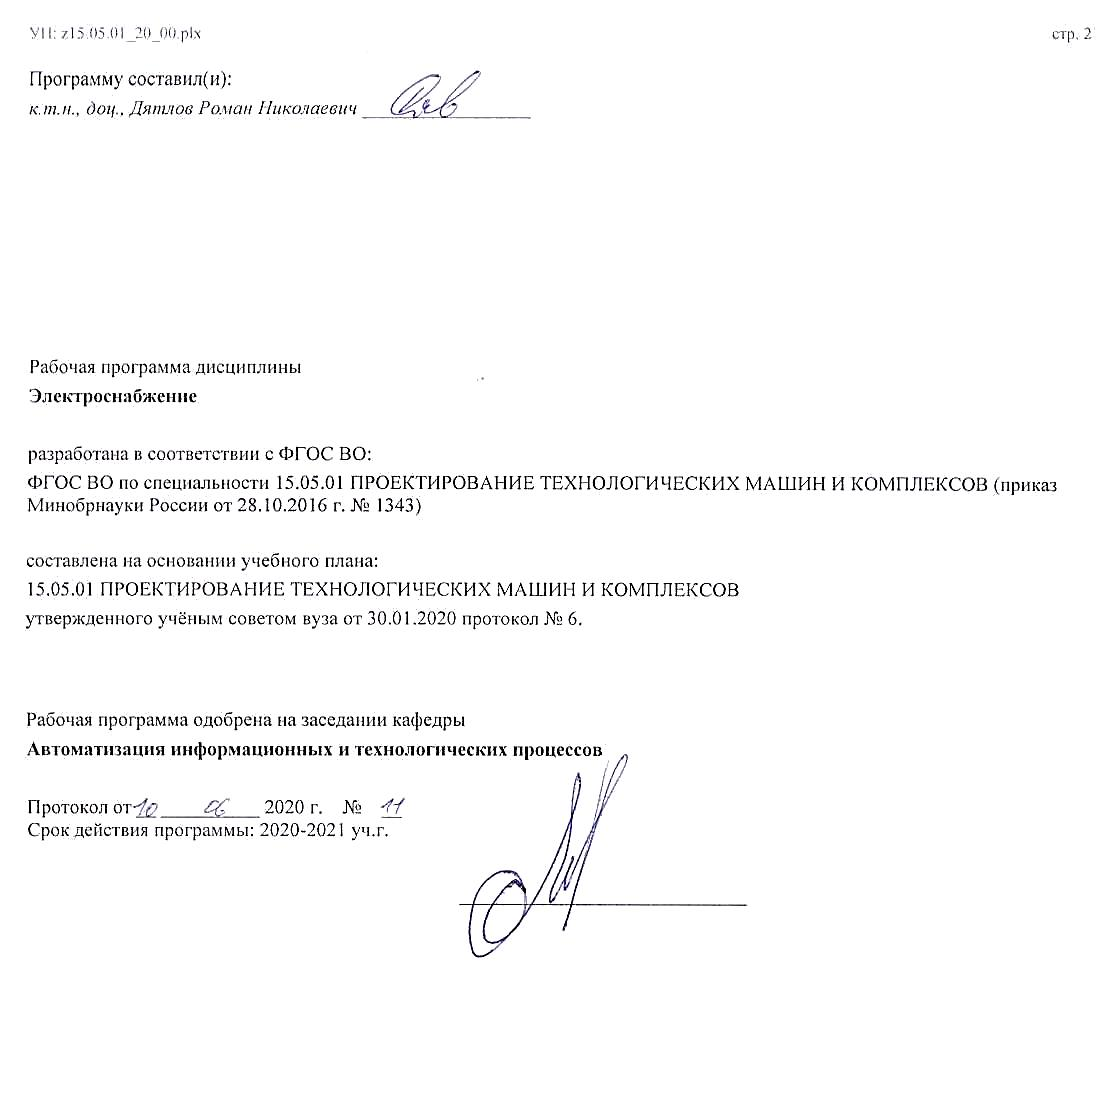 УП: z15.05.01_20_00.plx стр. 2
Программу составил(и):
к.т.н., доц., Дятлов Роман Николаевич
Рабочая программа дисциплины
Электроснабжение
разработана в соответствии с ФГОС ВО:
ФГОС ВО по специальности 15.05.01 ПРОЕКТИРОВАНИЕ ТЕХНОЛОГИЧЕСКИХ МАШИН И КОМПЛЕКСОВ (приказ
Минобрнауки России от 28.10.2016 г. № 1343)
составлена на основании учебного плана:
15.05.01 ПРОЕКТИРОВАНИЕ ТЕХНОЛОГИЧЕСКИХ МАШИН И КОМПЛЕКСОВ
утвержденного учёным советом вуза от 30.01.2020 протокол № 6.
Рабочая программа одобрена на заседании кафедры
Автоматизация информационных и технологических процессов
Протокол от 10 06 2020 г. № 11
Срок действия программы: 2020-2021 уч.г.